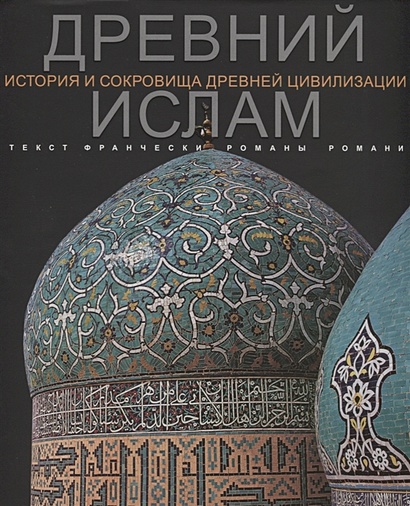 ДРЕВНИЙ
ИСТОРИЯ И СОКРОВИЩА ДРЕВНЕЙ ЦИВИЛИЗАЦИИ
ИСЛАМ
ТЕКСТ ФРАНЧЕСКИ РОМАНЫ РОМАНИ